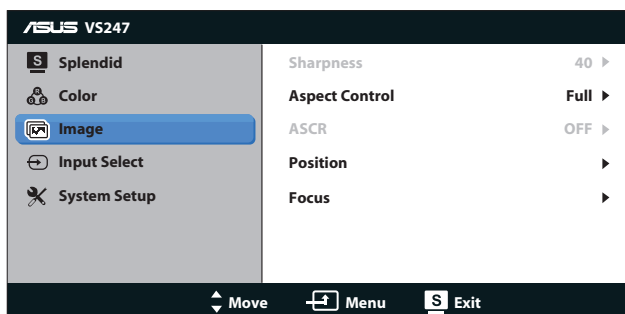 ASUS VS247
S Splendid
Color
Image
Input Select
System Setup
Sharpness 40
Aspect Control Full
ASCR OFF
Position
Focus
Move Menu S Exit